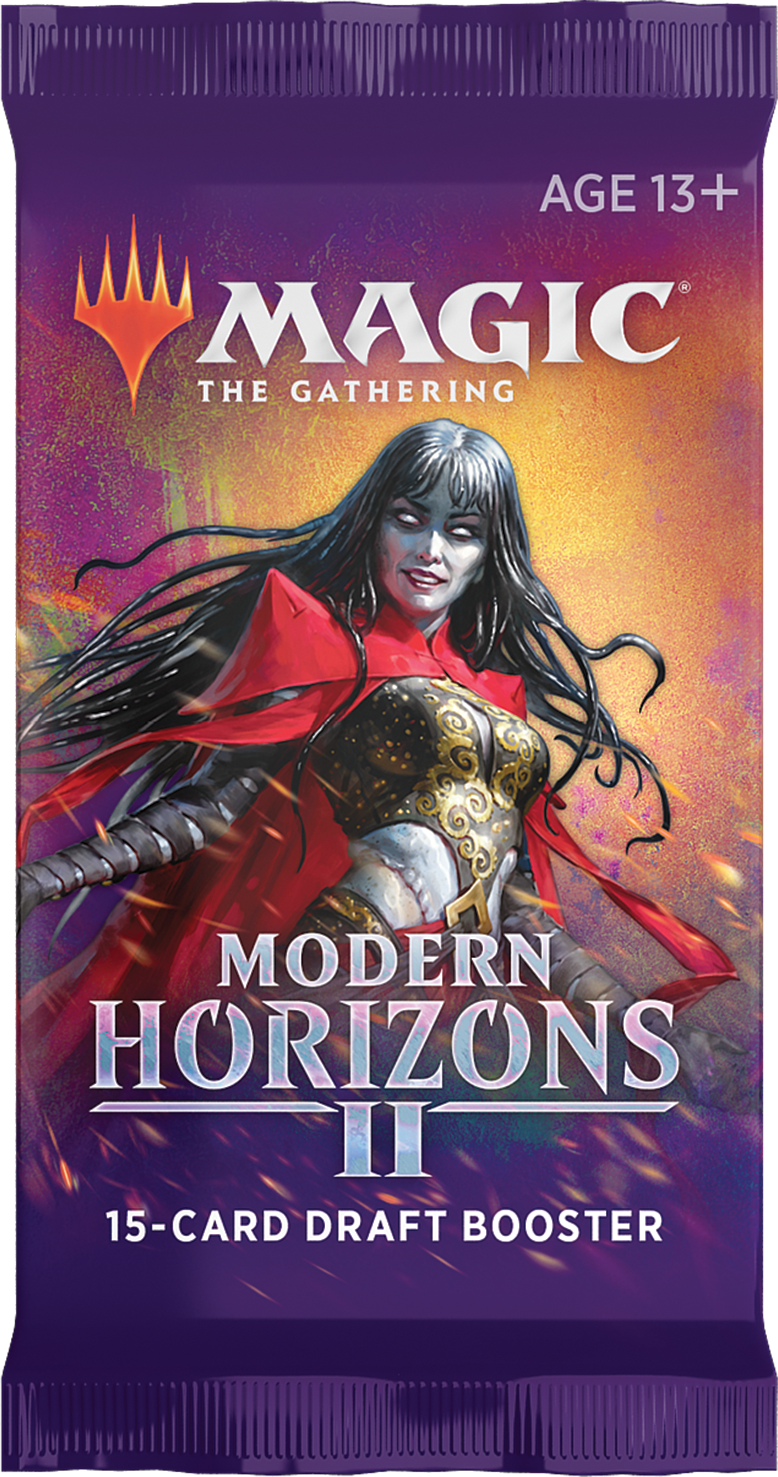 AGE 13+
MAGIC®
THE GATHERING
MODERN
HORIZONS
II
15-CARD DRAFT BOOSTER